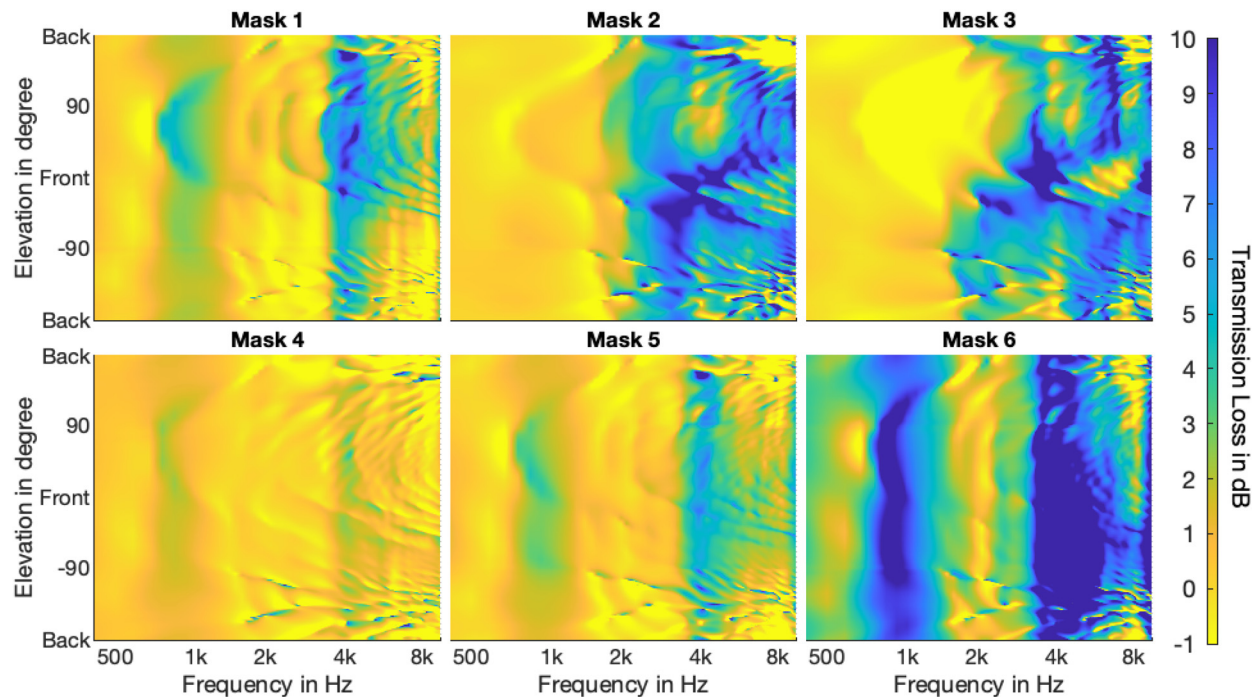 Mask 1
Mask 2
Mask 3
Back
90
Front
-90
Back
Elevation in degree
Mask 4
Mask 5
Mask 6
Back
90
Front
-90
Back
Elevation in degree
500 1k 2k 4k 8k
500 1k 2k 4k 8k
500 1k 2k 4k 8k
Frequency in Hz
Frequency in Hz
Frequency in Hz
10
9
8
7
6
5
4
3
2
1
0
-1
Transmission Loss in dB